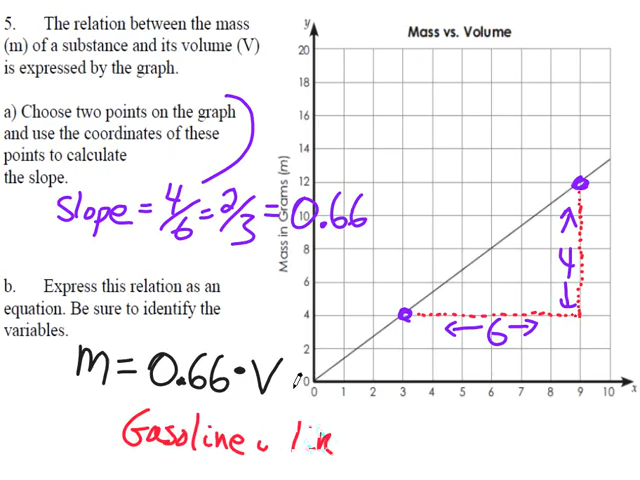 5. The relation between the mass
(m) of a substance and its volume (V)
is expressed by the graph.
a) Choose two points on the graph
and use the coordinates of these
points to calculate
the slope.
slope = 4/6 = 2/3 = 0.66
b. Express this relation as an
equation. Be sure to identify the
variables.
m = 0.66 • V
Gasoline
Mass vs. Volume
y
Mass in Grams (m)
20
18
16
14
12
10
8
6
4
2
0
0 1 2 3 4 5 6 7 8 9 10 x
4
6